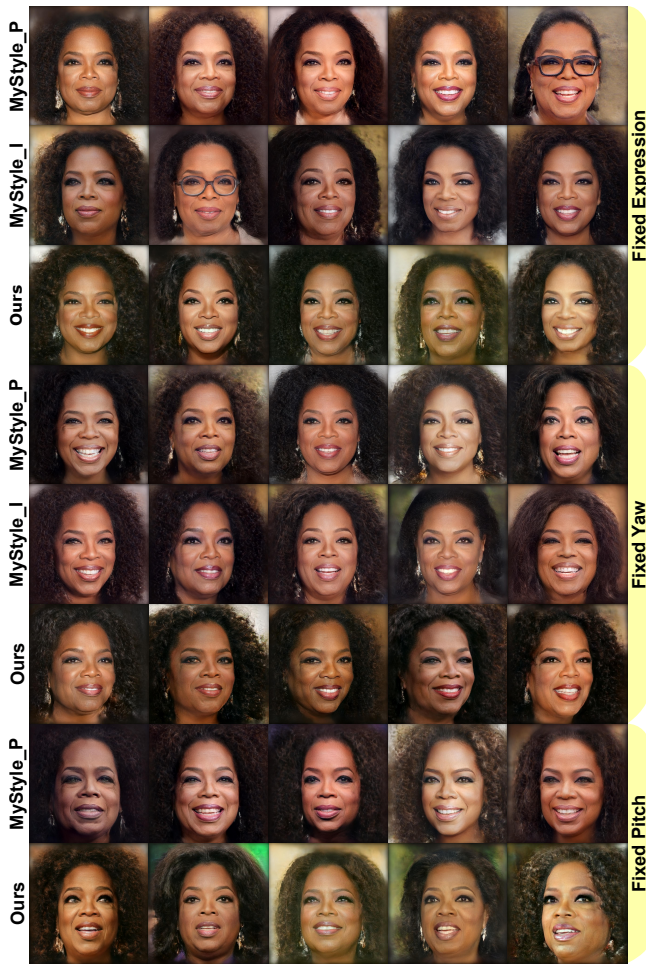 MyStyle_P
MyStyle_I
Ours
Fixed Expression
MyStyle_P
MyStyle_I
Ours
Fixed Yaw
MyStyle_P
Ours
Fixed Pitch